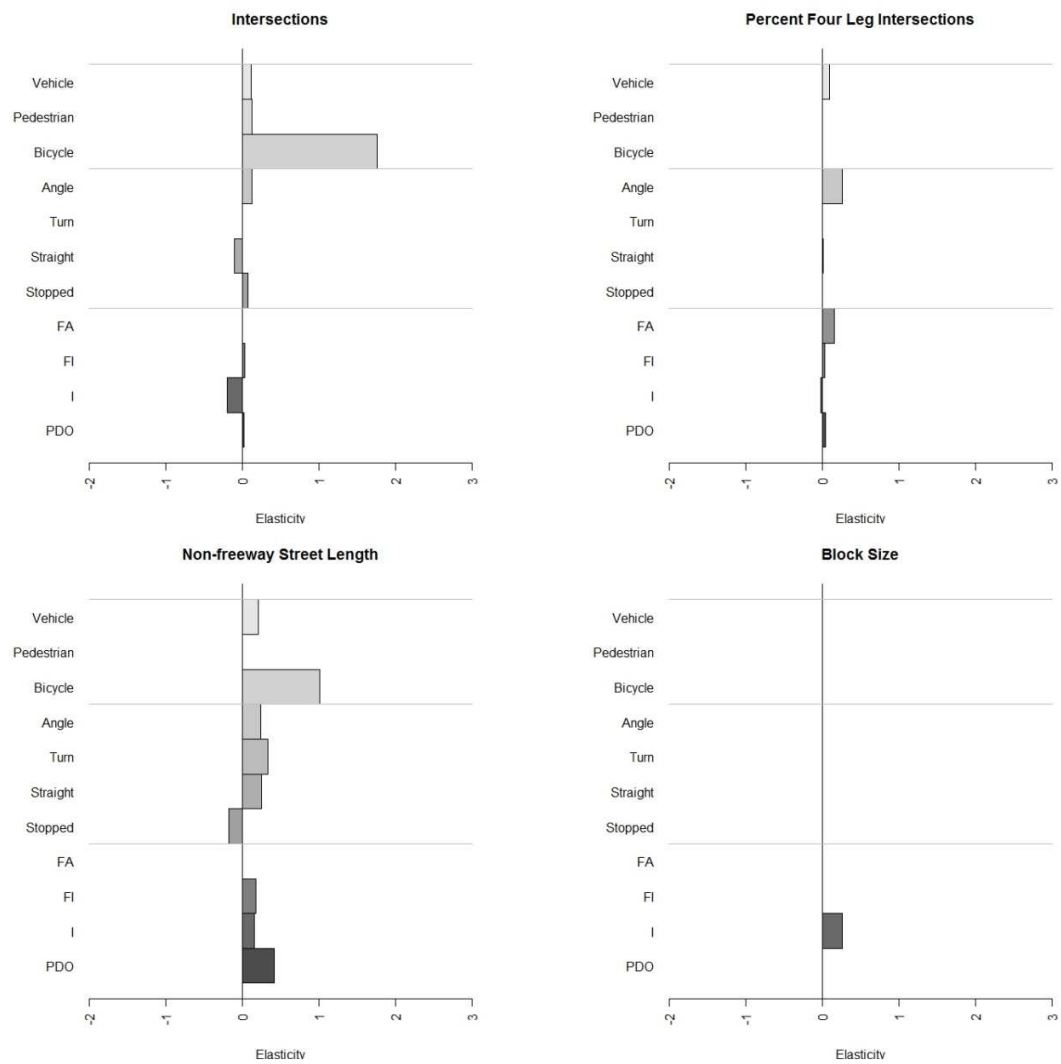 Intersections
Vehicle
Pedestrian
Bicycle
Angle
Turn
Straight
Stopped
FA
FI
I
PDO
-2 -1 0 1 2 3
Elasticity
Percent Four Leg Intersections
Vehicle
Pedestrian
Bicycle
Angle
Turn
Straight
Stopped
FA
FI
I
PDO
-2 -1 0 1 2 3
Elasticity
Non-freeway Street Length
Vehicle
Pedestrian
Bicycle
Angle
Turn
Straight
Stopped
FA
FI
I
PDO
-2 -1 0 1 2 3
Elasticity
Block Size
Vehicle
Pedestrian
Bicycle
Angle
Turn
Straight
Stopped
FA
FI
I
PDO
-2 -1 0 1 2 3
Elasticity